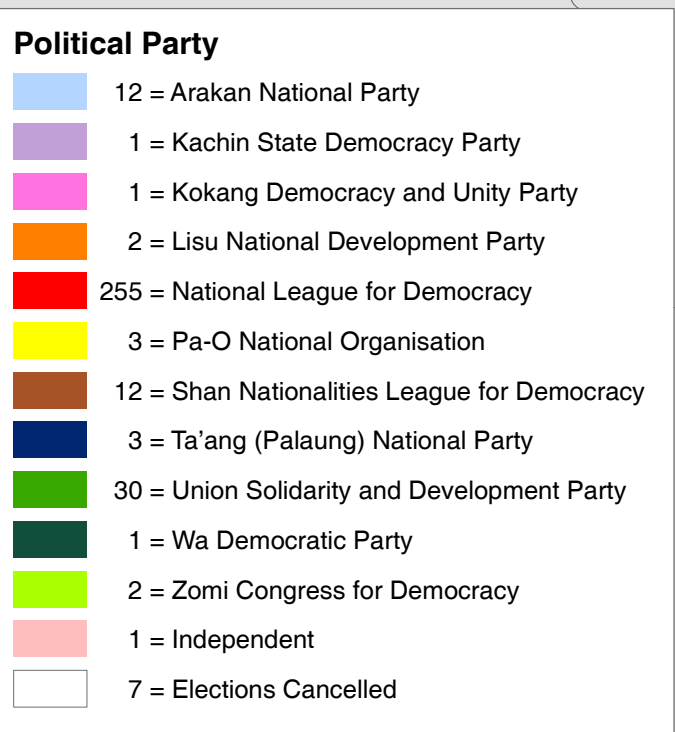 Political Party
12 = Arakan National Party
1 = Kachin State Democracy Party
1 = Kokang Democracy and Unity Party
2 = Lisu National Development Party
255 = National League for Democracy
3 = Pa-O National Organisation
12 = Shan Nationalities League for Democracy
3 = Ta’ang (Palaung) National Party
30 = Union Solidarity and Development Party
1 = Wa Democratic Party
2 = Zomi Congress for Democracy
1 = Independent
7 = Elections Cancelled